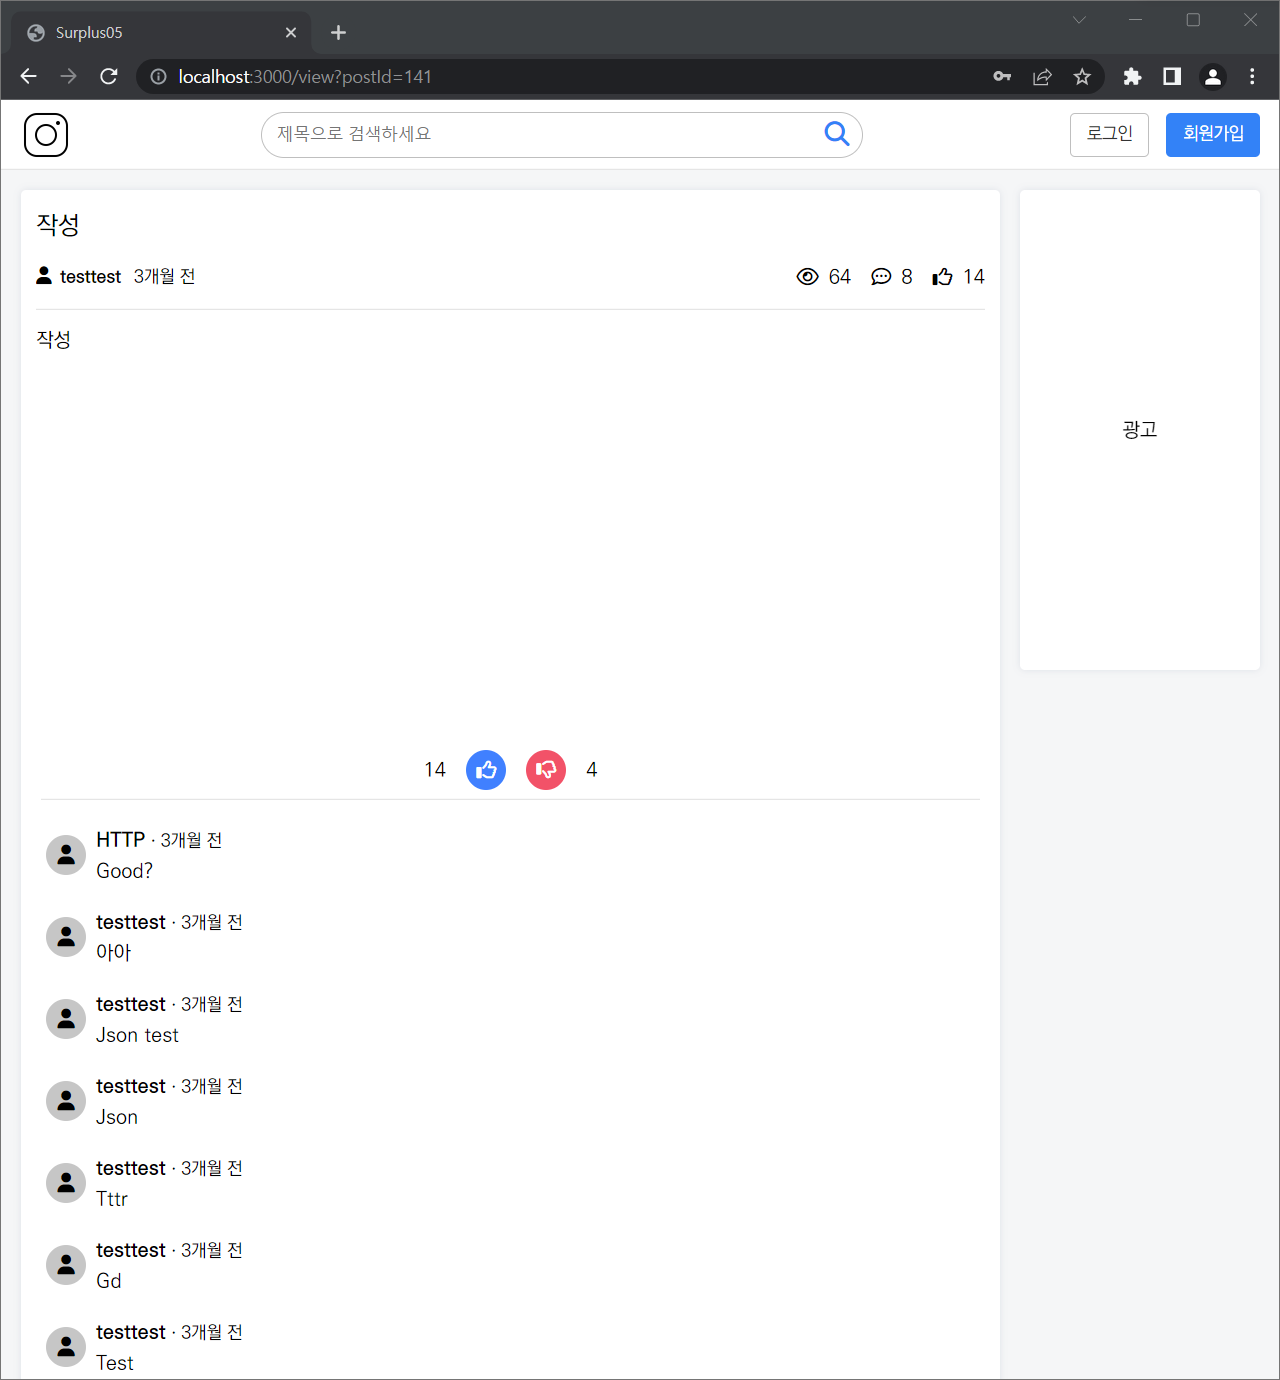 Surplus05
localhost:3000/view?postId=141
제목으로 검색하세요
로그인
회원가입
작성
testtest 3개월 전
64 8 14
작성
광고
14 4
HTTP · 3개월 전
Good?
testtest · 3개월 전
아아
testtest · 3개월 전
Json test
testtest · 3개월 전
Json
testtest · 3개월 전
Tttr
testtest · 3개월 전
Gd
testtest · 3개월 전
Test